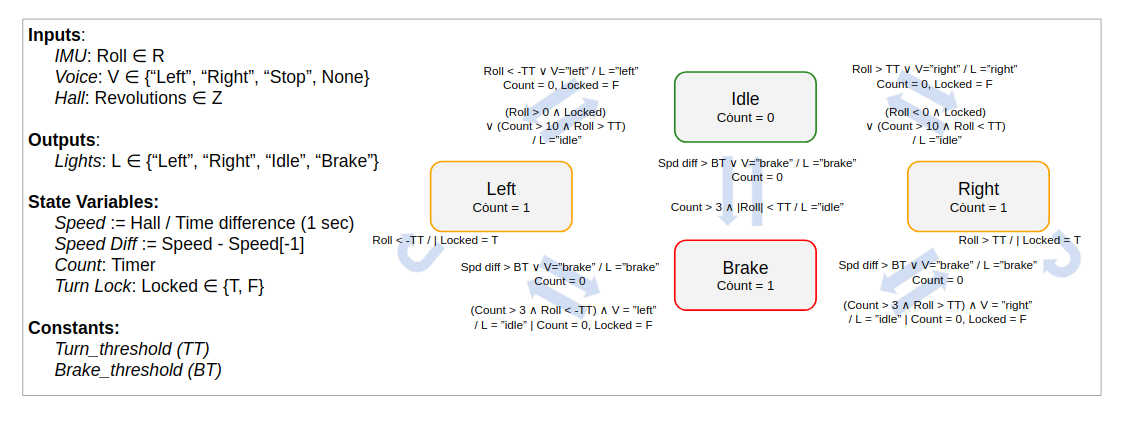 Inputs:
IMU: Roll ∈ R
Voice: V ∈ {“Left”, “Right”, “Stop”, None}
Hall: Revolutions ∈ Z
Outputs:
Lights: L ∈ {“Left”, “Right”, “Idle”, “Brake”}
State Variables:
Speed := Hall / Time difference (1 sec)
Speed Diff := Speed - Speed[-1]
Count: Timer
Turn Lock: Locked ∈ {T, F}
Constants:
Turn_threshold (TT)
Brake_threshold (BT)
Roll < -TT ∨ V=”left” / L =”left”
Count = 0, Locked = F
(Roll > 0 ∧ Locked)
∨ (Count > 10 ∧ Roll > TT)
/ L =”idle”
Idle
Ċount = 0
Roll > TT ∨ V=”right” / L =”right”
Count = 0, Locked = F
(Roll < 0 ∧ Locked)
∨ (Count > 10 ∧ Roll < TT)
/ L =”idle”
Left
Ċount = 1
Spd diff > BT ∨ V=”brake” / L =”brake”
Count = 0
Count > 3 ∧ |Roll| < TT / L =”idle”
Right
Ċount = 1
Roll < -TT / | Locked = T
Roll > TT / | Locked = T
Spd diff > BT ∨ V=”brake” / L =”brake”
Count = 0
(Count > 3 ∧ Roll < -TT) ∧ V = ”left”
/ L = ”idle” | Count = 0, Locked = F
Brake
Ċount = 1
Spd diff > BT ∨ V=”brake” / L =”brake”
Count = 0
(Count > 3 ∧ Roll > TT) ∧ V = ”right”
/ L = ”idle” | Count = 0, Locked = F